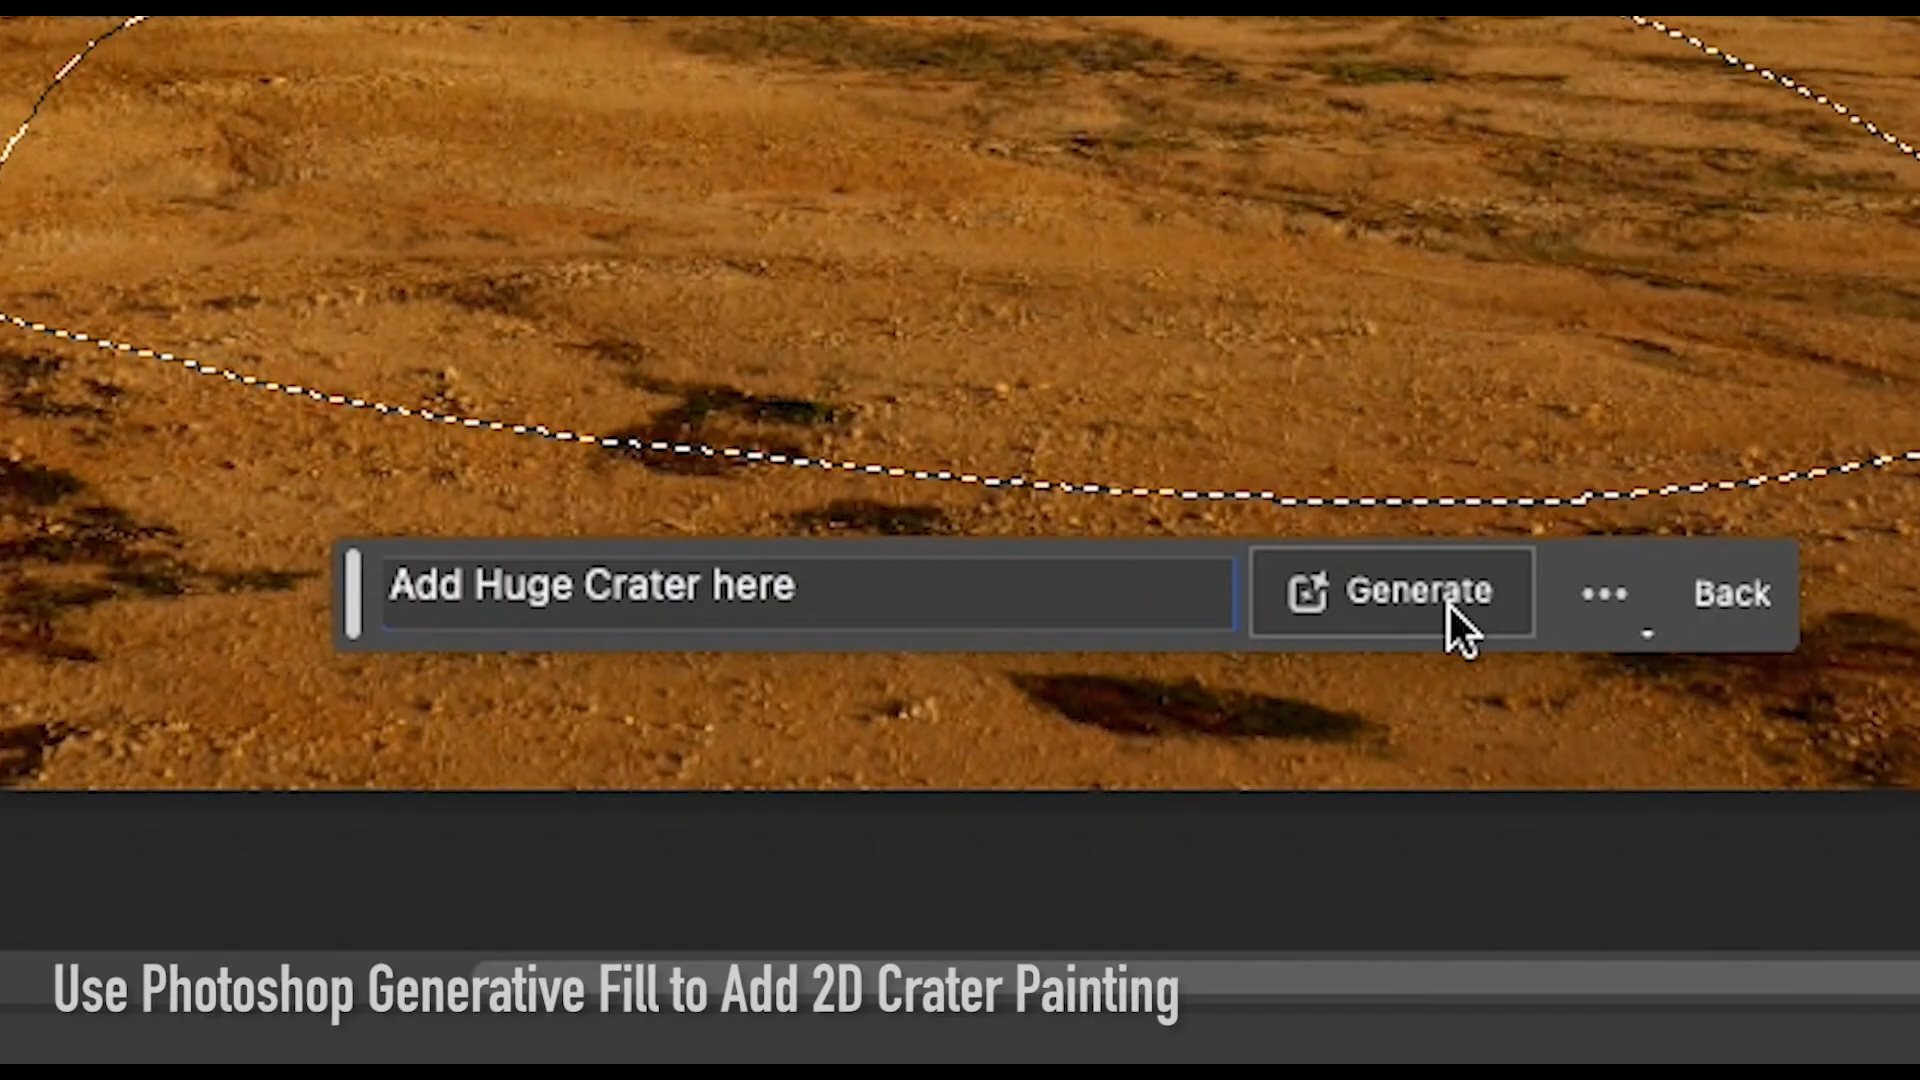 Add Huge Crater here
Generate
Back
Use Photoshop Generative Fill to Add 2D Crater Painting